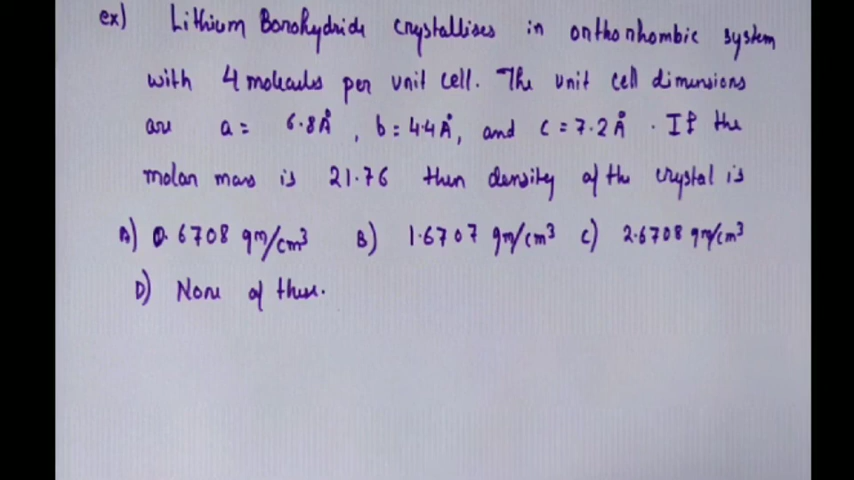 ex) Lithium Borohydride crystallises in orthorhombic system
with 4 molecules per unit cell. The unit cell dimensions
are a = 6.8Å, b = 4.4Å, and c = 7.2Å. If the
molar mass is 21.76 then density of the crystal is
A) 0.6708 gm/cm³ B) 1.6707 gm/cm³ C) 2.6708 gm/cm³
D) None of these.